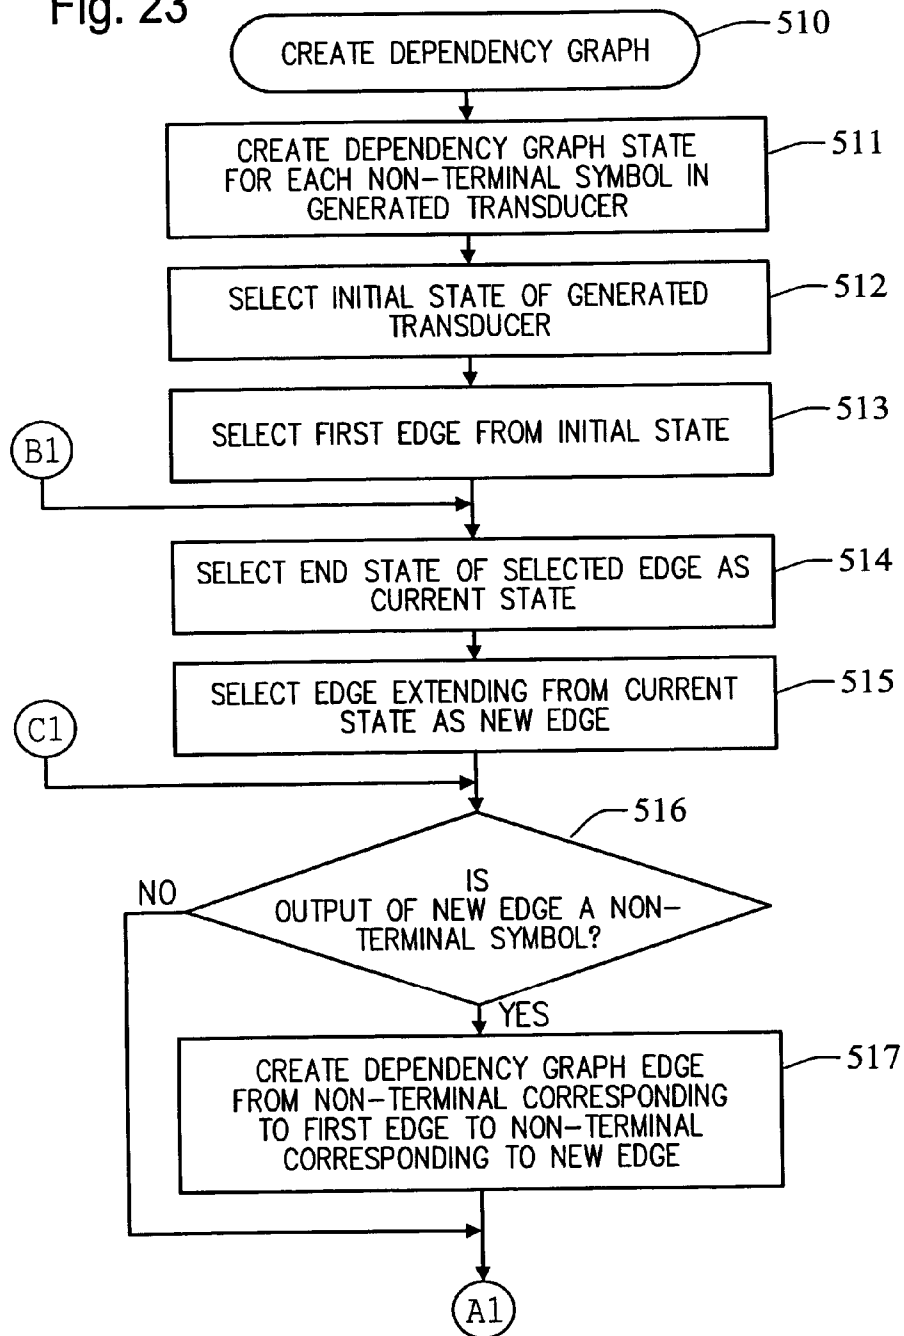 Fig. 23
CREATE DEPENDENCY GRAPH
510
CREATE DEPENDENCY GRAPH STATE
FOR EACH NON-TERMINAL SYMBOL IN
GENERATED TRANSDUCER
511
SELECT INITIAL STATE OF GENERATED
TRANSDUCER
512
SELECT FIRST EDGE FROM INITIAL STATE
513
B1
SELECT END STATE OF SELECTED EDGE AS
CURRENT STATE
514
SELECT EDGE EXTENDING FROM CURRENT
STATE AS NEW EDGE
515
C1
516
IS
OUTPUT OF NEW EDGE A NON-
TERMINAL SYMBOL?
NO
YES
CREATE DEPENDENCY GRAPH EDGE
FROM NON-TERMINAL CORRESPONDING
TO FIRST EDGE TO NON-TERMINAL
CORRESPONDING TO NEW EDGE
517
A1